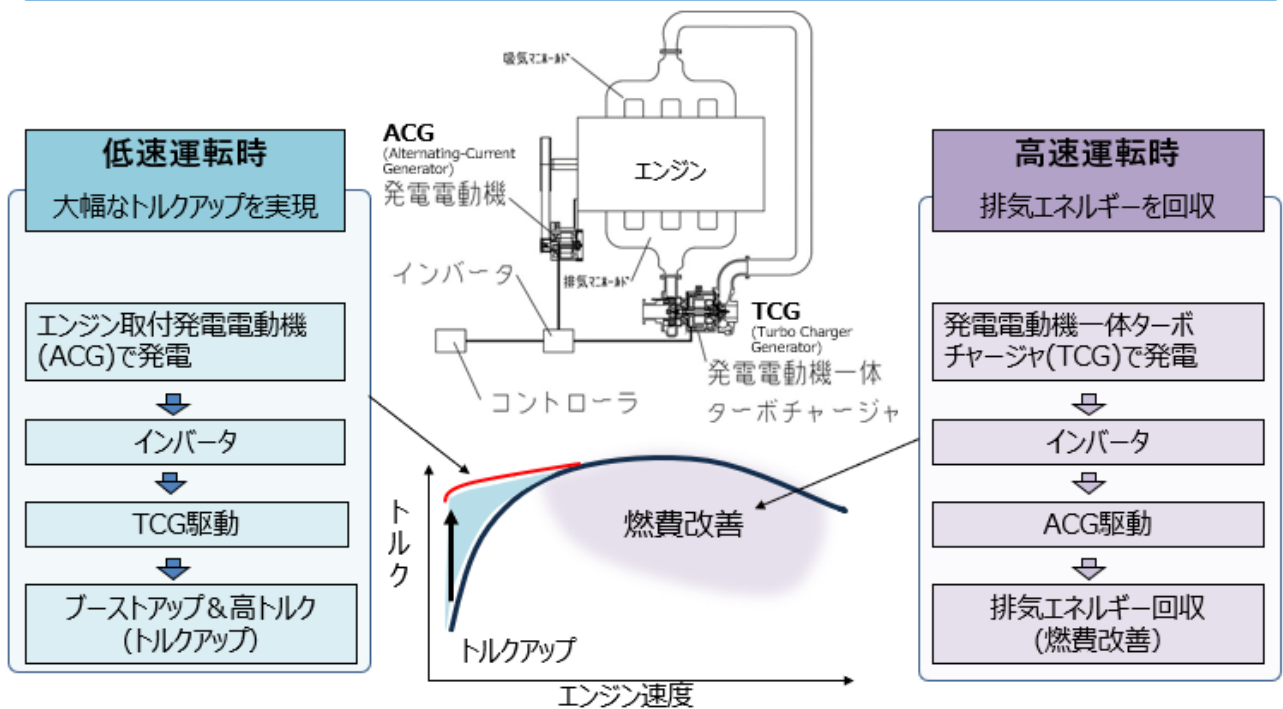 低速運転時
大幅なトルクアップを実現
エンジン取付発電電動機
(ACG)で発電
インバータ
TCG駆動
ブーストアップ&高トルク
(トルクアップ)
吸気マニホールド
ACG
(Alternating-Current
Generator)
発電電動機
エンジン
インバータ
排気マニホールド
コントローラ
TCG
(Turbo Charger
Generator)
発電電動機一体
ターボチャージャ
トルク
燃費改善
トルクアップ
エンジン速度
高速運転時
排気エネルギーを回収
発電電動機一体ターボ
チャージャ(TCG)で発電
インバータ
ACG駆動
排気エネルギー回収
(燃費改善)